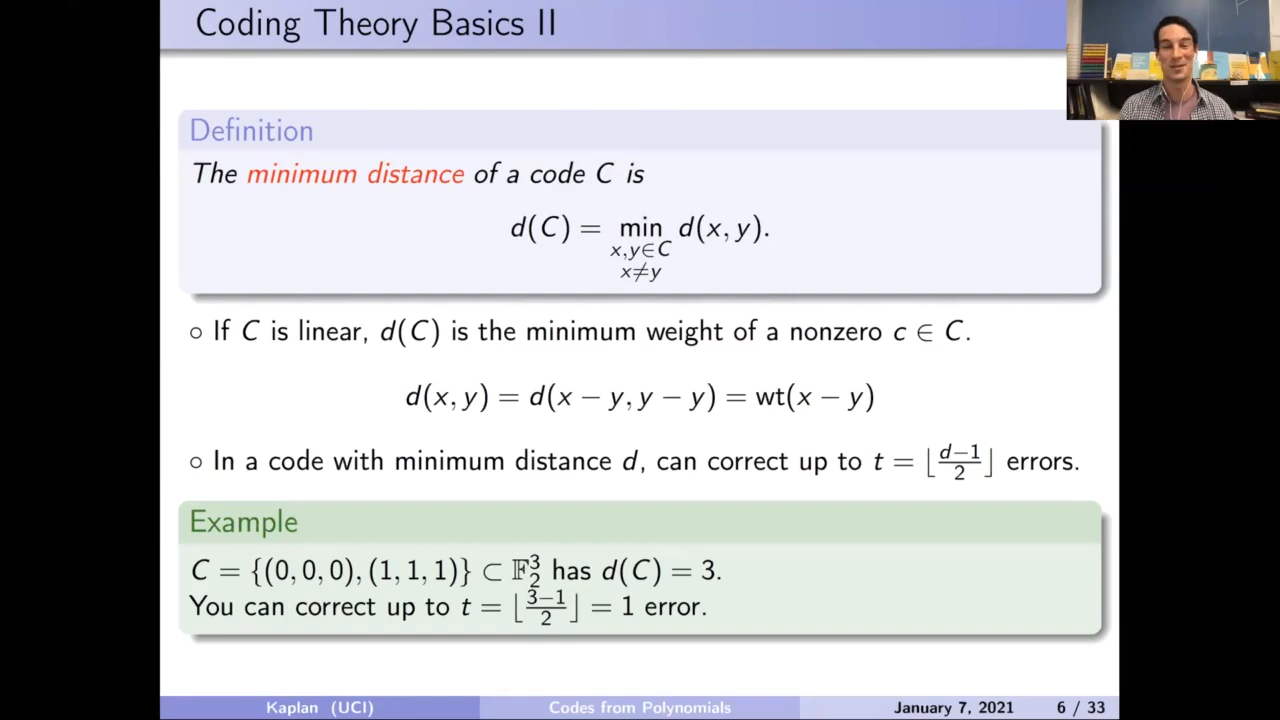 Coding Theory Basics II
Definition
The minimum distance of a code C is
d(C) = min d(x, y).
x,y∈C
x≠y
○ If C is linear, d(C) is the minimum weight of a nonzero c ∈ C.
d(x, y) = d(x − y, y − y) = wt(x − y)
○ In a code with minimum distance d, can correct up to t = ⌊(d−1)/2⌋ errors.
Example
C = {(0, 0, 0), (1, 1, 1)} ⊂ 𝔽₂³ has d(C) = 3.
You can correct up to t = ⌊(3−1)/2⌋ = 1 error.
Kaplan (UCI) Codes from Polynomials January 7, 2021 6 / 33